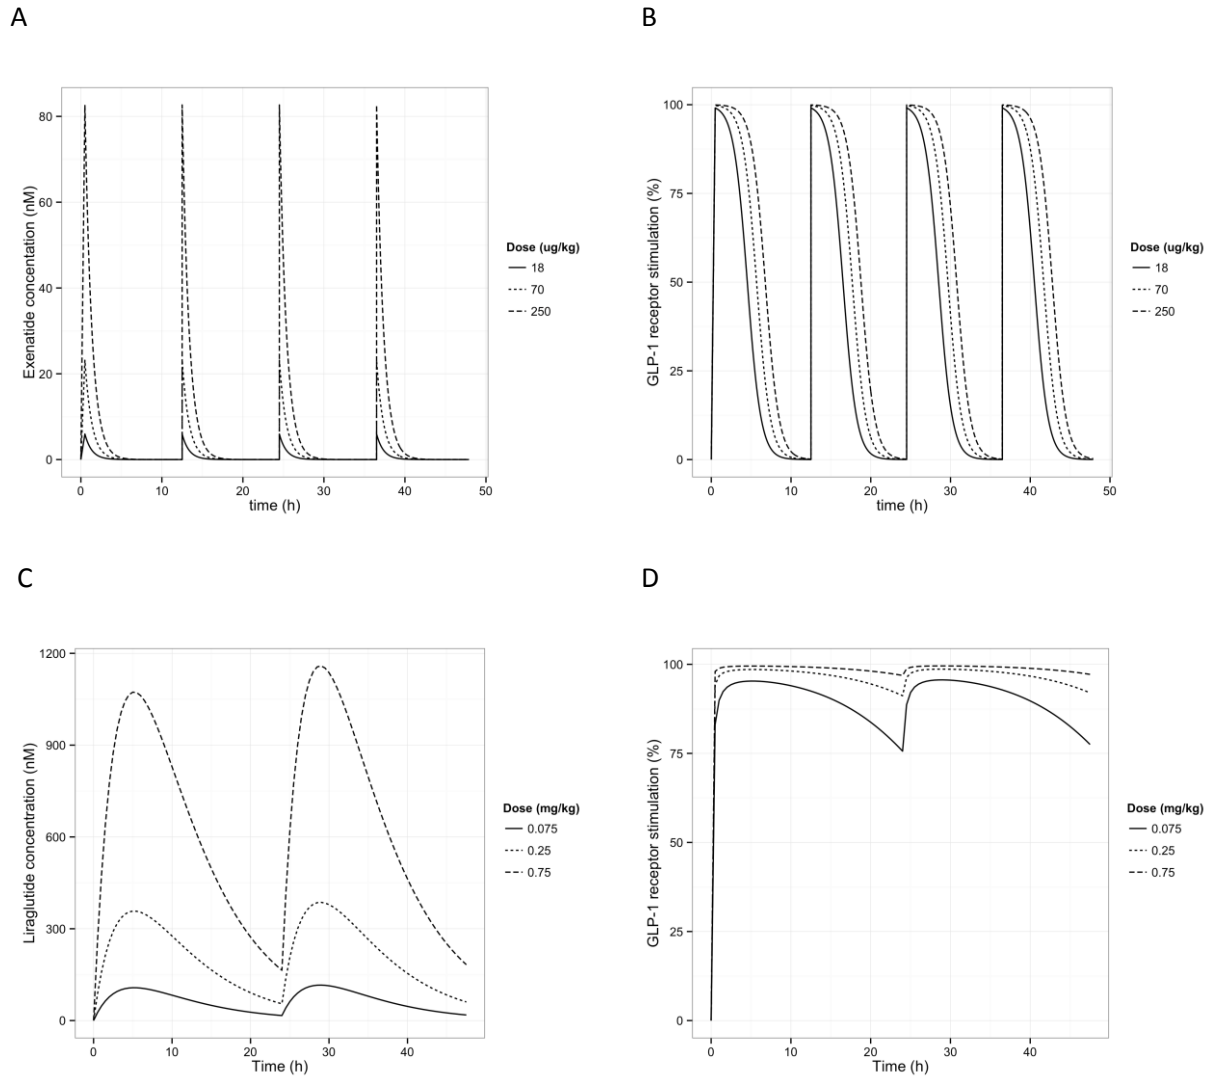 A
Exenatide concentation (nM)
80
60
40
20
0
0 10 20 30 40 50
time (h)
Dose (ug/kg)
18
70
250
B
GLP-1 receptor stimulation (%)
100
75
50
25
0
0 10 20 30 40 50
time (h)
Dose (ug/kg)
18
70
250
C
Liraglutide concentration (nM)
1200
900
600
300
0
0 10 20 30 40
Time (h)
Dose (mg/kg)
0.075
0.25
0.75
D
GLP-1 receptor stimulation (%)
100
75
50
25
0
0 10 20 30 40
Time (h)
Dose (mg/kg)
0.075
0.25
0.75